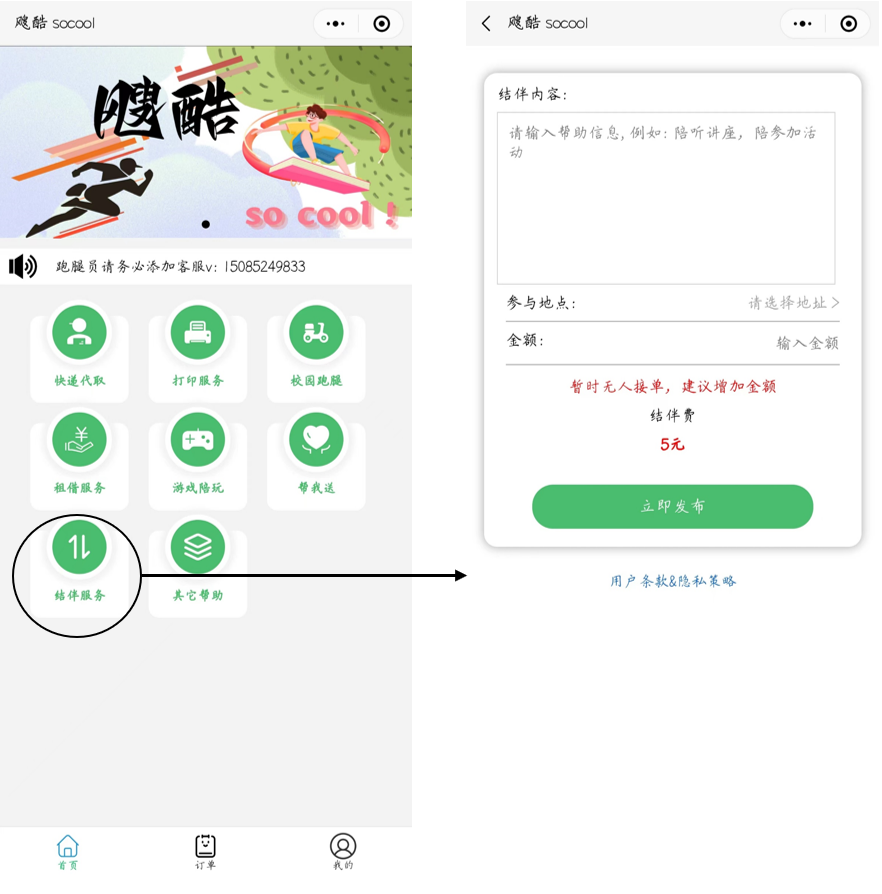 飕酷 socool
飕酷
so cool !
跑腿员请务必添加客服v: 15085249833
快递代取
打印服务
校园跑腿
租借服务
游戏陪玩
帮我送
结伴服务
其它帮助
首页
订单
我的
飕酷 socool
结伴内容:
请输入帮助信息,例如: 陪听讲座, 陪参加活
动
参与地点:
请选择地址
金额:
输入金额
暂时无人接单, 建议增加金额
结伴费
5元
立即发布
用户条款&隐私策略